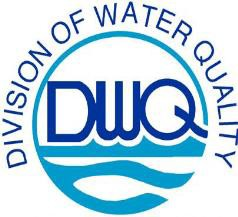 DIVISION OF WATER QUALITY
DWQ